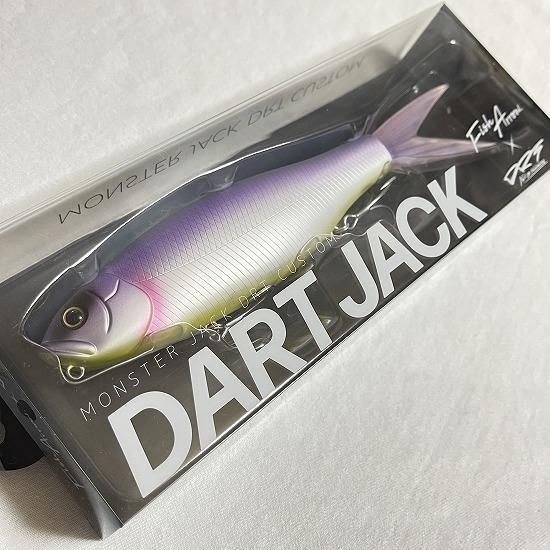 MONSTER JACK DRT CUSTOM
Fish Arrow
×
DRT
MONSTER JACK DRT CUSTOM
DART JACK